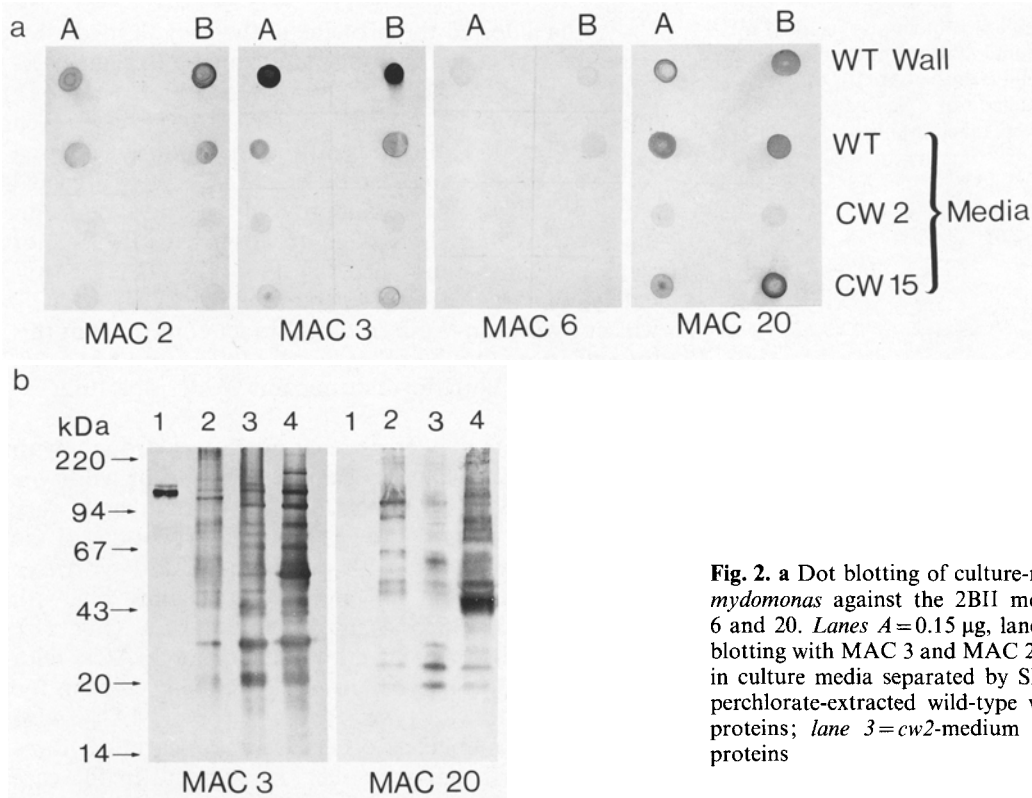 a
A B A B A B A B
WT Wall
WT
CW 2
CW 15
Media
MAC 2 MAC 3 MAC 6 MAC 20
b
kDa 1 2 3 4 1 2 3 4
220
94
67
43
20
14
MAC 3 MAC 20
Fig. 2. a Dot blotting of culture-
mydomonas against the 2BII
6 and 20. Lanes A = 0.15 µg,
blotting with MAC 3 and MAC
in culture media separated by
perchlorate-extracted wild-type
proteins; lane 3 = cw2-medium
proteins